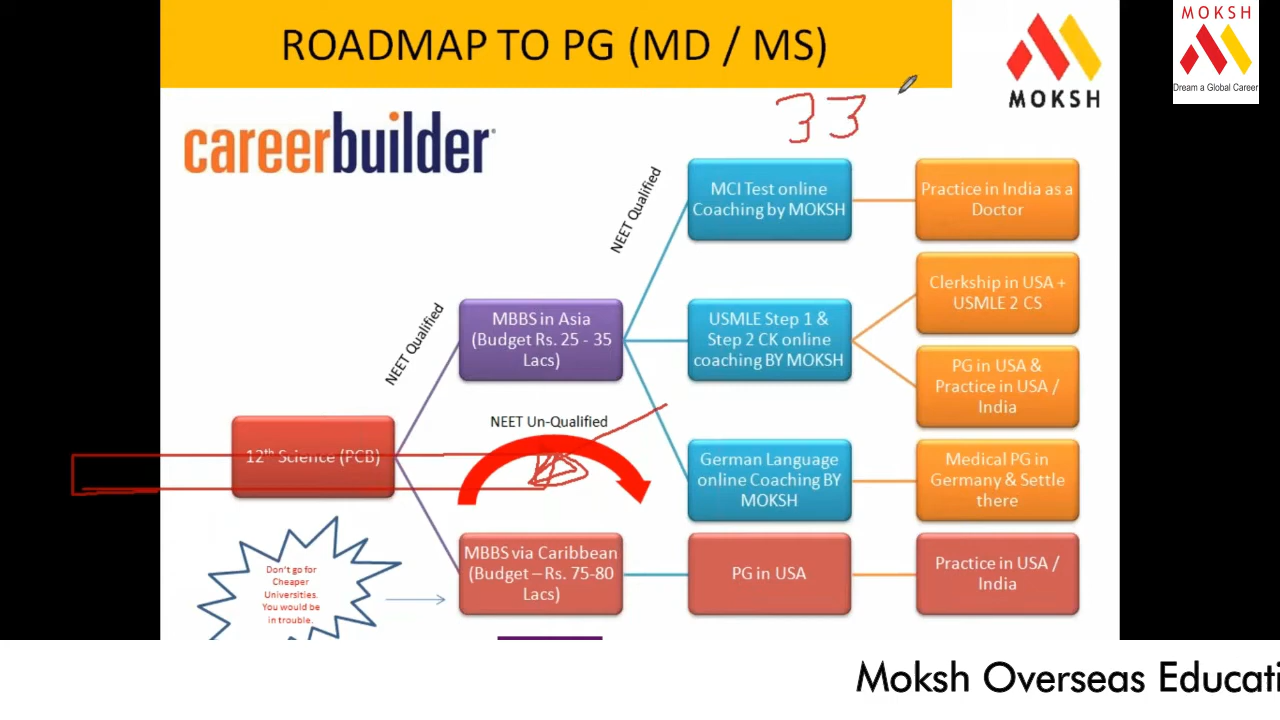 ROADMAP TO PG (MD / MS)
MOKSH
MOKSH
Dream a Global Career
33
careerbuilder
NEET Qualified
NEET Qualified
MCI Test online
Coaching by MOKSH
Practice in India as a
Doctor
MBBS in Asia
(Budget Rs. 25 - 35
Lacs)
USMLE Step 1 &
Step 2 CK online
coaching BY MOKSH
Clerkship in USA +
USMLE 2 CS
PG in USA &
Practice in USA /
India
NEET Un-Qualified
12th Science (PCB)
German Language
online Coaching BY
MOKSH
Medical PG in
Germany & Settle
there
Don't go for
Cheaper
Universities.
You would be
in trouble.
MBBS via Caribbean
(Budget – Rs. 75-80
Lacs)
PG in USA
Practice in USA /
India
Moksh Overseas Educati